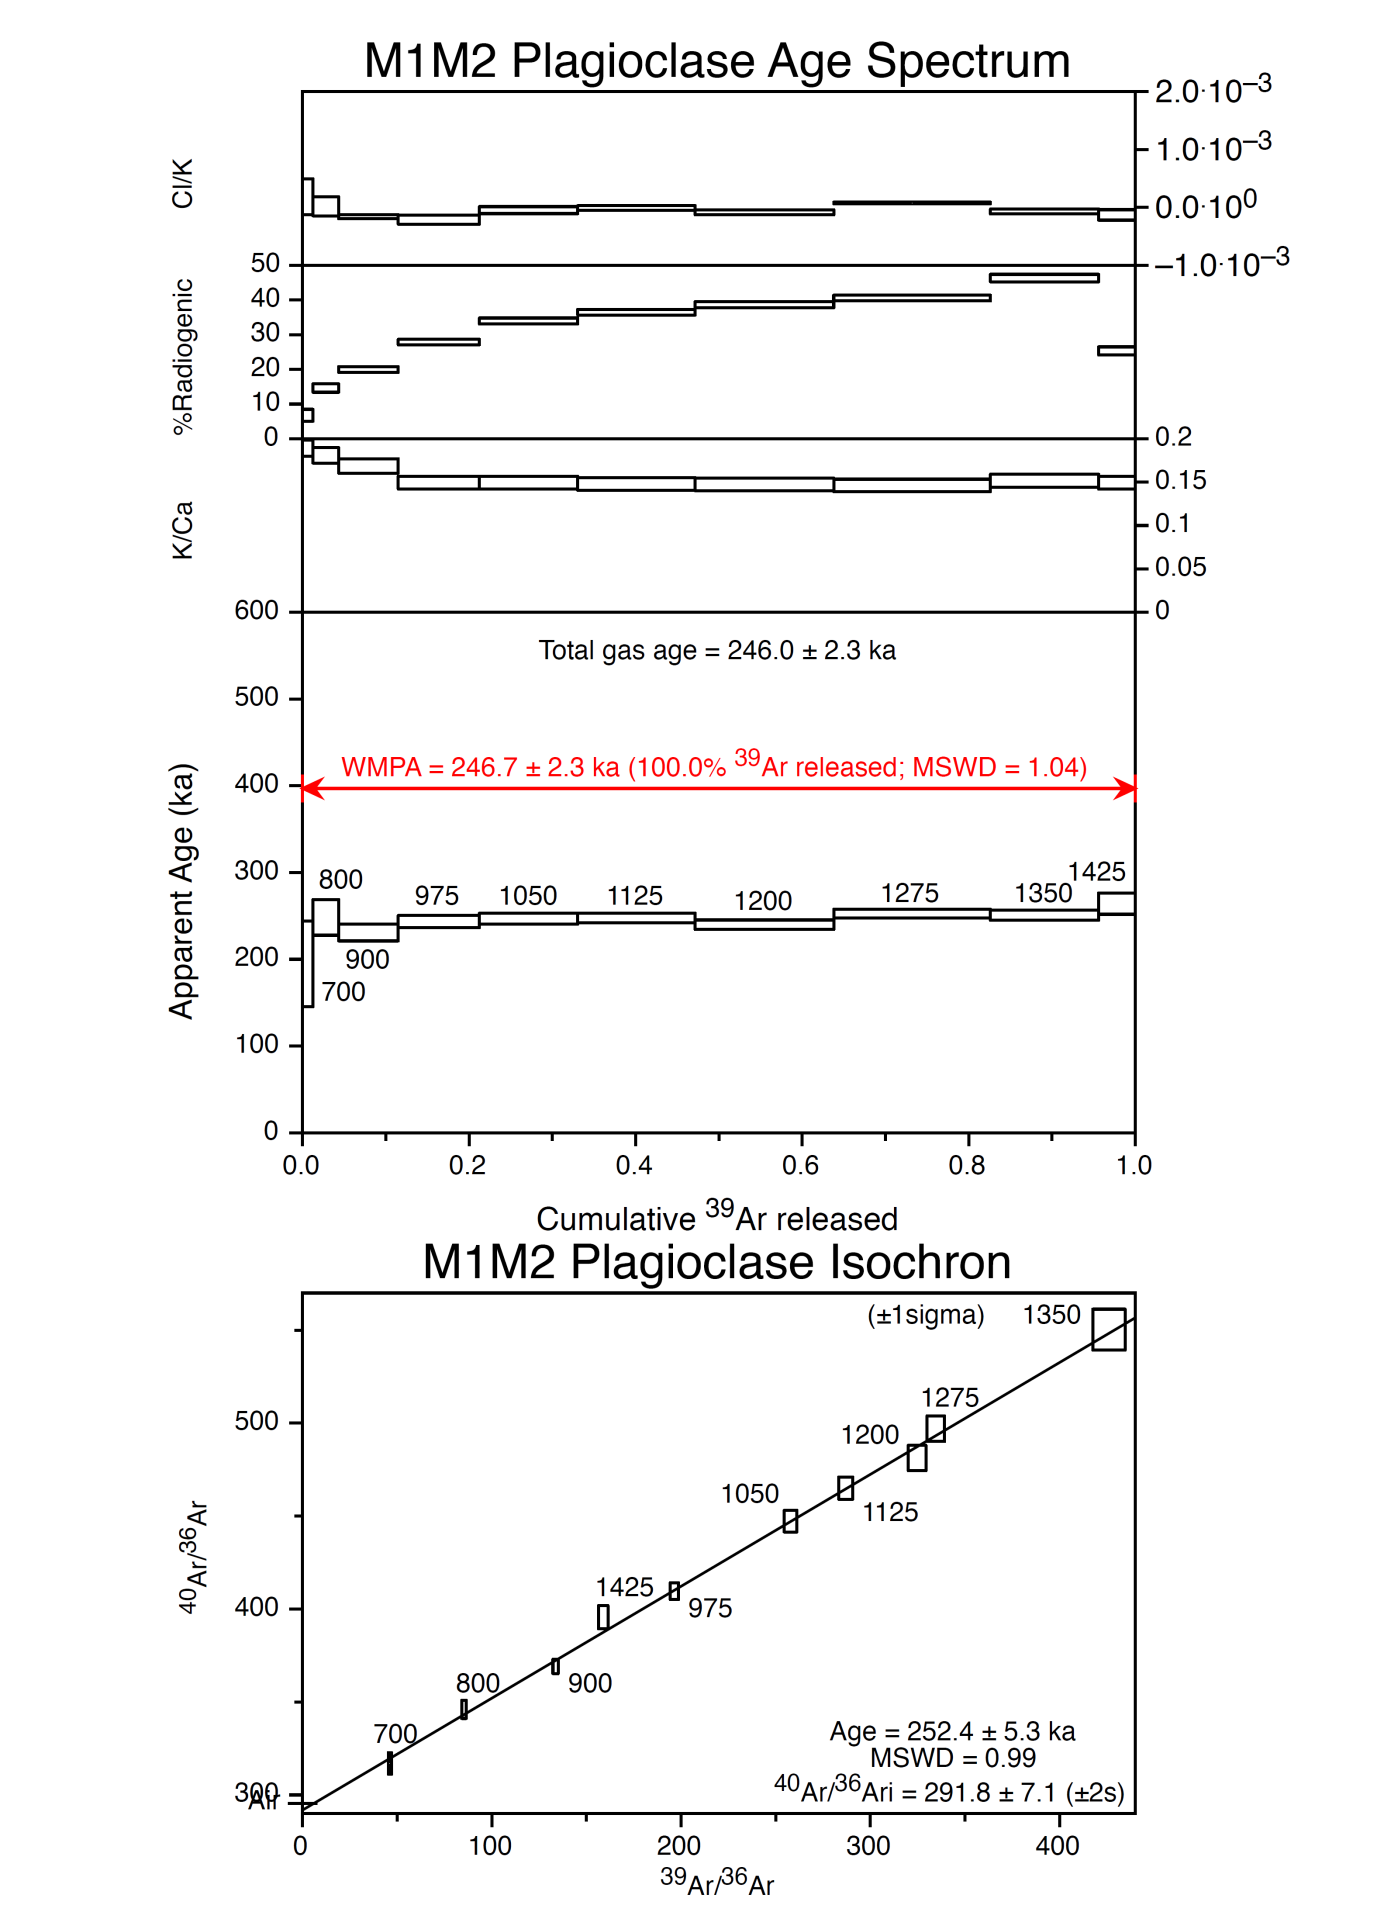 M1M2 Plagioclase Age Spectrum
2.0·10–3
1.0·10–3
0.0·100
–1.0·10–3
Cl/K
50
40
30
20
10
0
%Radiogenic
0.2
0.15
0.1
0.05
0
K/Ca
600
500
400
300
200
100
0
Apparent Age (ka)
Total gas age = 246.0 ± 2.3 ka
WMPA = 246.7 ± 2.3 ka (100.0% 39Ar released; MSWD = 1.04)
700
800
900
975
1050
1125
1200
1275
1350
1425
0.0 0.2 0.4 0.6 0.8 1.0
Cumulative 39Ar released
M1M2 Plagioclase Isochron
(±1sigma)
1350
1275
1200
1125
1050
975
1425
900
800
700
500
400
300
Air
40Ar/36Ar
Age = 252.4 ± 5.3 ka
MSWD = 0.99
40Ar/36Ari = 291.8 ± 7.1 (±2s)
0 100 200 300 400
39Ar/36Ar